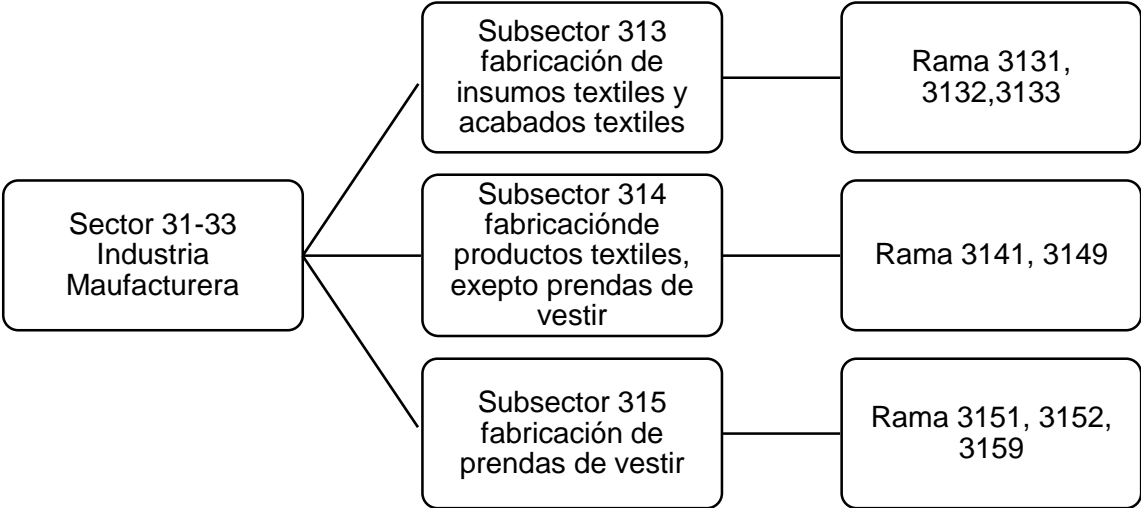 Sector 31-33
Industria
Maufacturera
Subsector 313
fabricación de
insumos textiles y
acabados textiles
Rama 3131,
3132,3133
Subsector 314
fabricaciónde
productos textiles,
exepto prendas de
vestir
Rama 3141, 3149
Subsector 315
fabricación de
prendas de vestir
Rama 3151, 3152,
3159